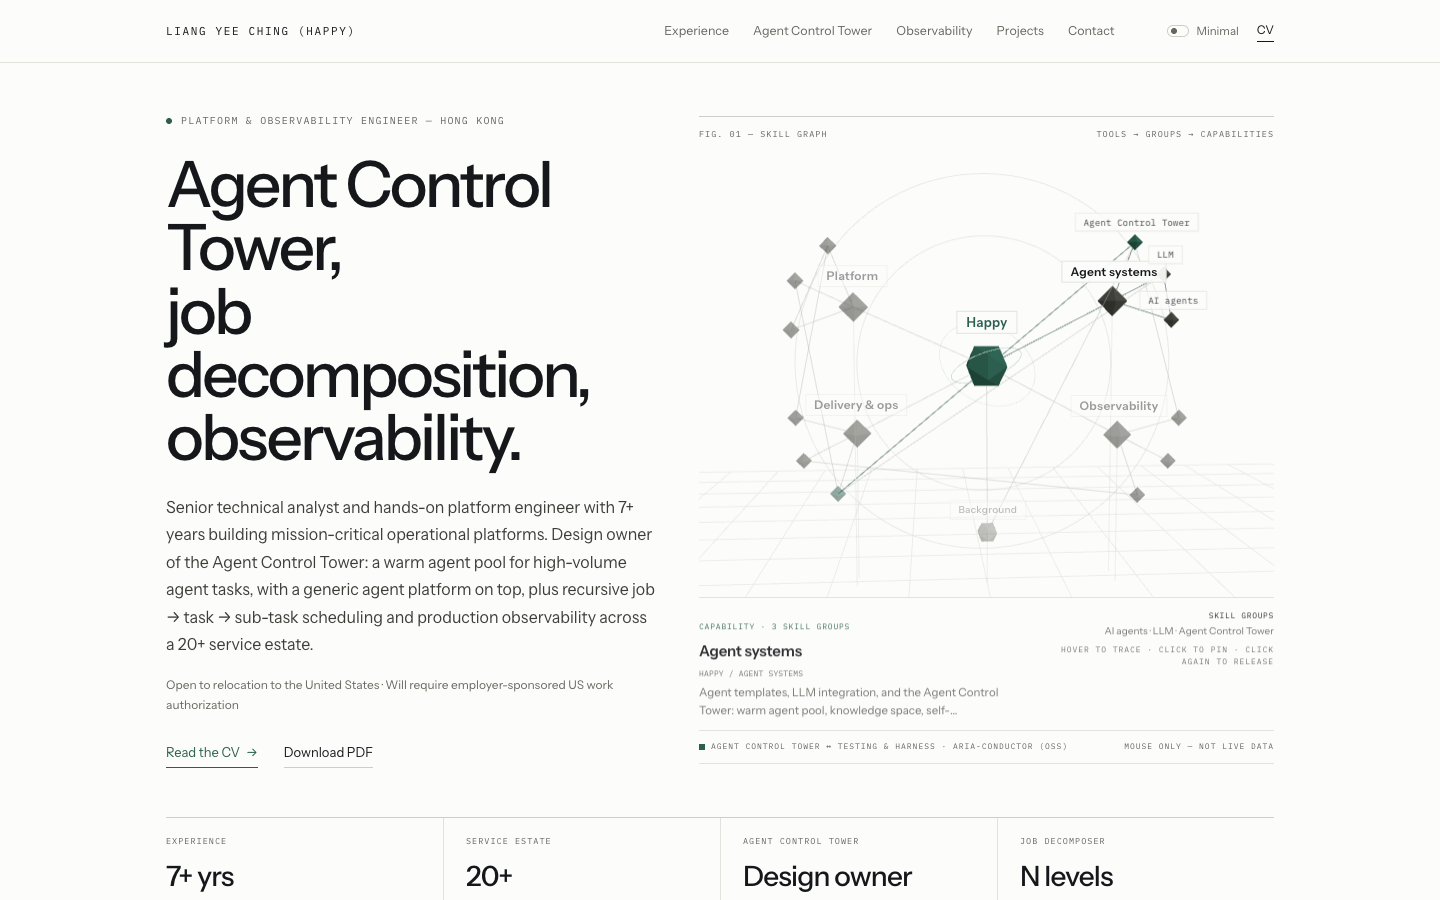 LIANG YEE CHING (HAPPY)
Experience
Agent Control Tower
Observability
Projects
Contact
Minimal
CV
PLATFORM & OBSERVABILITY ENGINEER — HONG KONG
Agent Control
Tower,
job
decomposition,
observability.
Senior technical analyst and hands-on platform engineer with 7+
years building mission-critical operational platforms. Design owner
of the Agent Control Tower: a warm agent pool for high-volume
agent tasks, with a generic agent platform on top, plus recursive job
→ task → sub-task scheduling and production observability across
a 20+ service estate.
Open to relocation to the United States · Will require employer-sponsored US work
authorization
Read the CV →
Download PDF
FIG. 01 — SKILL GRAPH
TOOLS → GROUPS → CAPABILITIES
Agent Control Tower
LLM
Agent systems
Platform
AI agents
Happy
Delivery & ops
Observability
Background
CAPABILITY · 3 SKILL GROUPS
Agent systems
HAPPY / AGENT SYSTEMS
Agent templates, LLM integration, and the Agent Control
Tower: warm agent pool, knowledge space, self-…
SKILL GROUPS
AI agents · LLM · Agent Control Tower
HOVER TO TRACE · CLICK TO PIN · CLICK
AGAIN TO RELEASE
AGENT CONTROL TOWER ↔ TESTING & HARNESS · ARIA-CONDUCTOR (OSS)
MOUSE ONLY — NOT LIVE DATA
EXPERIENCE
7+ yrs
SERVICE ESTATE
20+
AGENT CONTROL TOWER
Design owner
JOB DECOMPOSER
N levels